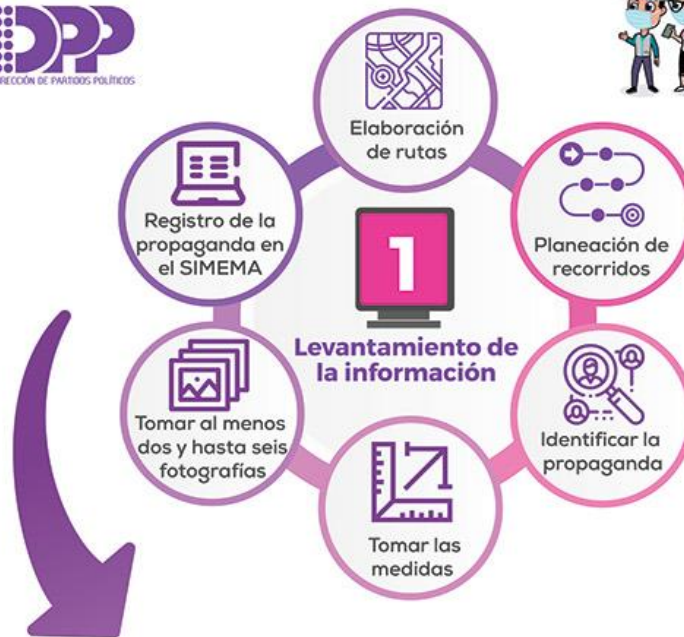 DPP
DIRECCIÓN DE PARTIDOS POLÍTICOS
Elaboración
de rutas
Planeación de
recorridos
Identificar la
propaganda
Tomar las
medidas
Tomar al menos
dos y hasta seis
fotografías
Registro de la
propaganda en
el SIMEMA
1
Levantamiento de
la información